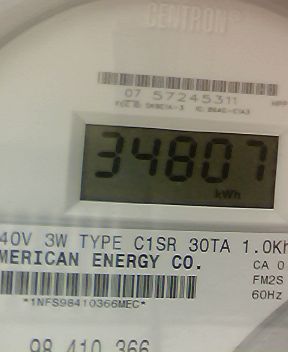 CENTRON®
07 57245311
34807
kWh
40V 3W TYPE C1SR 30TA 1.0Kh
MERICAN ENERGY CO.
CA 0
FM2S
60Hz
*1NFS98410366MEC*
98 410 366